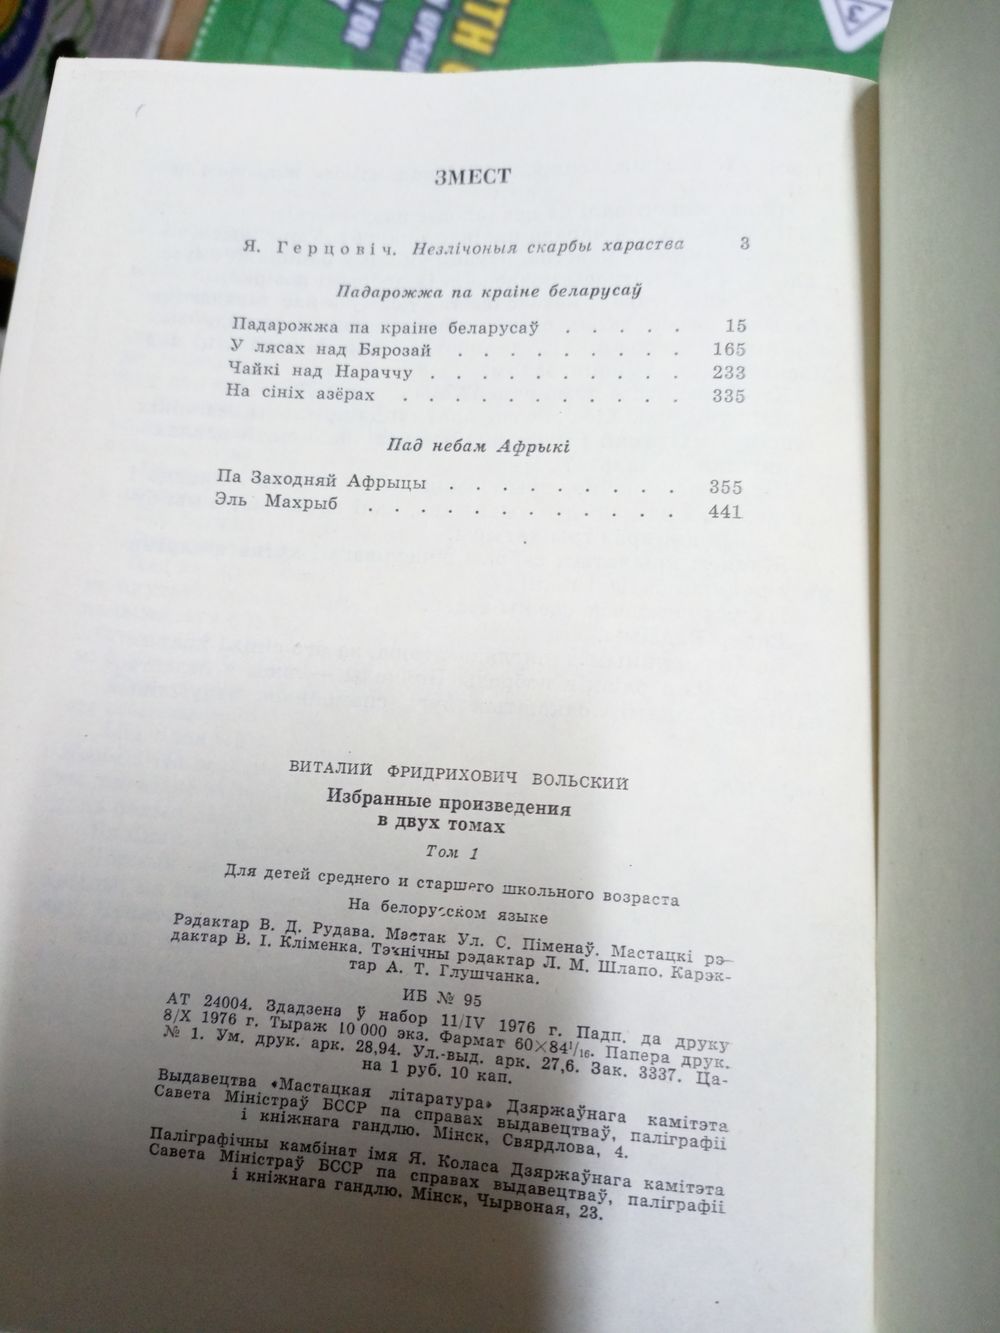 ЗМЕСТ
Я. Герцовіч. Незлічоныя скарбы хараства 3
Падарожжа па краіне беларусаў
Падарожжа па краіне беларусаў . . . . . 15
У лясах над Бярозай . . . . . . . . . 165
Чайкі над Нараччу . . . . . . . . . . 233
На сініх азёрах . . . . . . . . . . . 335
Пад небам Афрыкі
Па Заходняй Афрыцы . . . . . . . . . 355
Эль Махрыб . . . . . . . . . . . . 441
ВИТАЛИЙ ФРИДРИХОВИЧ ВОЛЬСКИЙ
Избранные произведения
в двух томах
Том 1
Для детей среднего и старшего школьного возраста
На белорусском языке
Рэдактар В. Д. Рудава. Мастак Ул. С. Піменаў. Мастацкі рэ-
дактар В. І. Кліменка. Тэхнічны рэдактар Л. М. Шлапо. Карэк-
тар А. Т. Глушчанка.
ИБ № 95
АТ 24004. Здадзена ў набор 11/IV 1976 г. Падп. да друку
8/X 1976 г. Тыраж 10 000 экз. Фармат 60×84¹/₁₆. Папера друк.
№ 1. Ум. друк. арк. 28,94. Ул.-выд. арк. 27,6. Зак. 3337. Ца-
на 1 руб. 10 кап.
Выдавецтва «Мастацкая літаратура» Дзяржаўнага камітэта
Савета Міністраў БССР па справах выдавецтваў, паліграфіі
і кніжнага гандлю. Мінск, Свярдлова, 4.
Паліграфічны камбінат імя Я. Коласа Дзяржаўнага камітэта
Савета Міністраў БССР па справах выдавецтваў, паліграфіі
і кніжнага гандлю. Мінск, Чырвоная, 23.